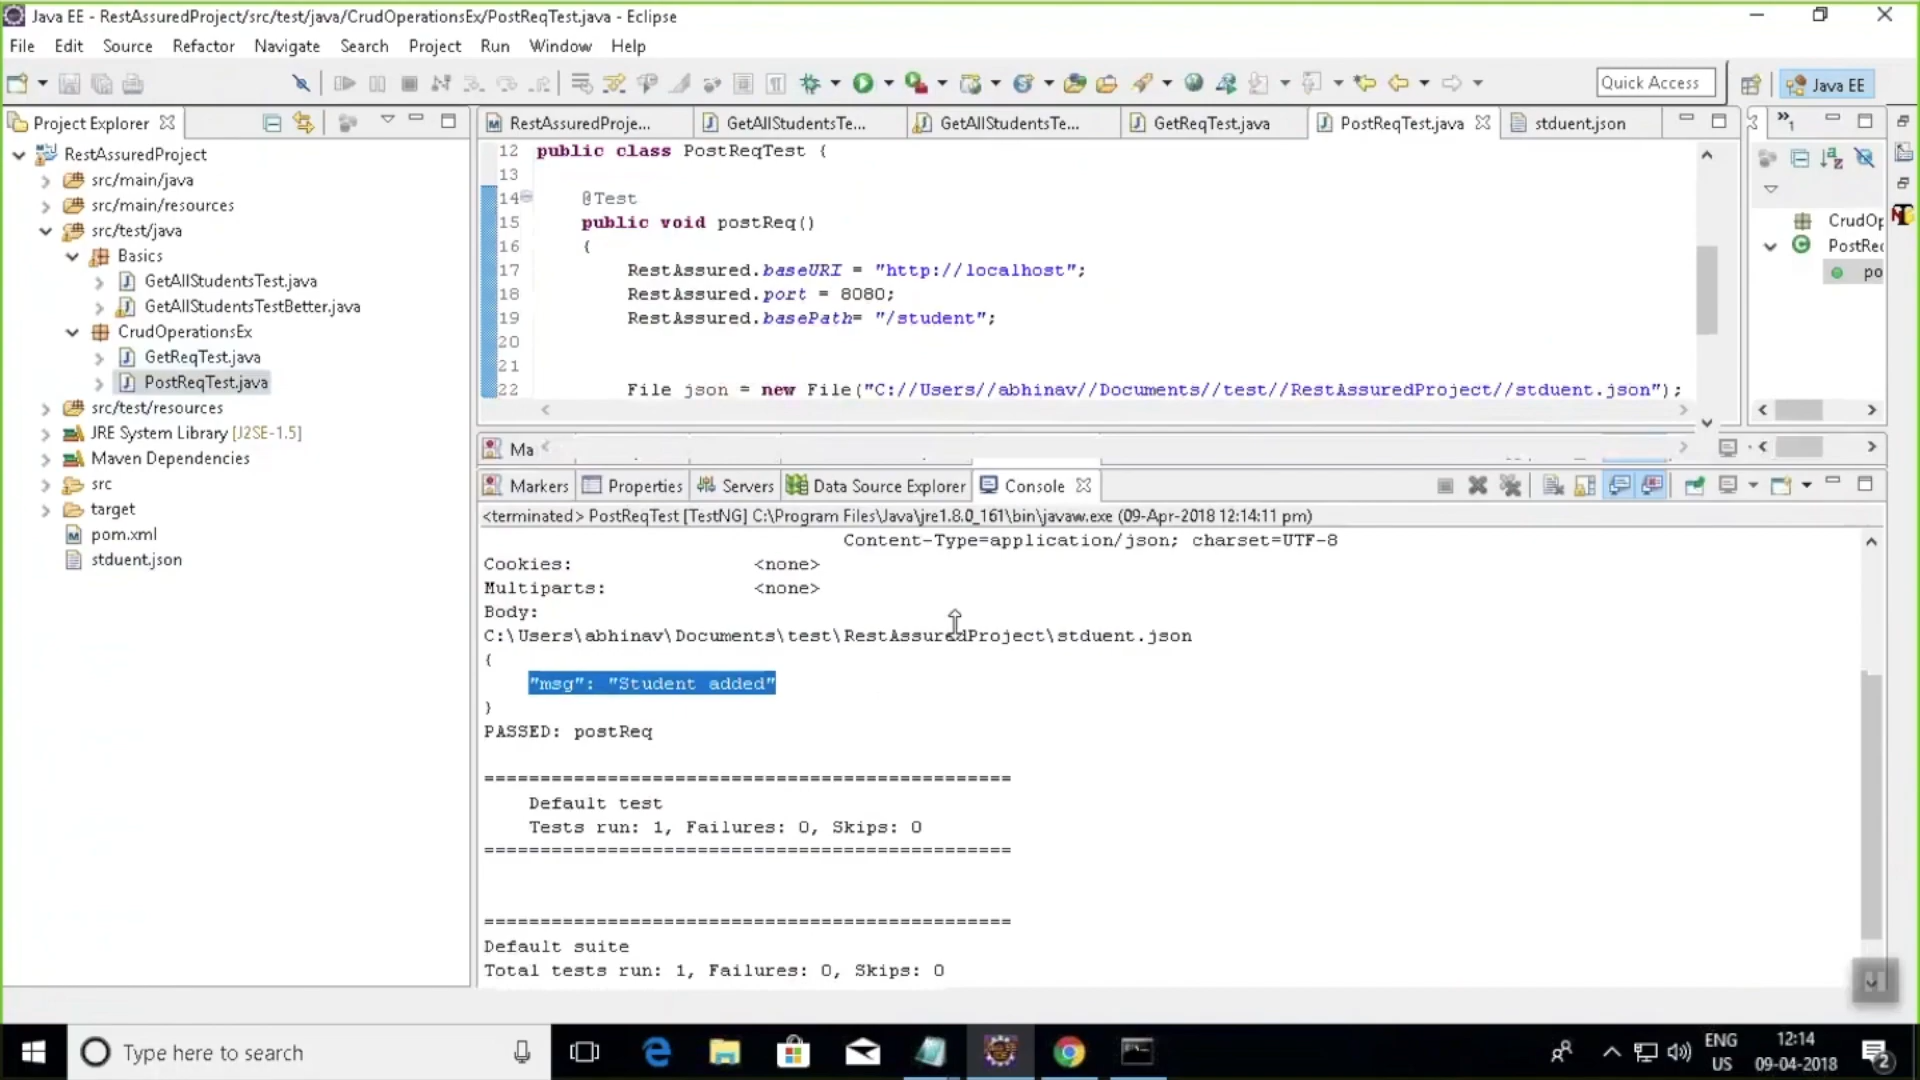 Java EE - RestAssuredProject/src/test/java/CrudOperationsEx/PostReqTest.java - Eclipse
File Edit Source Refactor Navigate Search Project Run Window Help
Quick Access
Java EE
Project Explorer
RestAssuredProject
src/main/java
src/main/resources
src/test/java
Basics
GetAllStudentsTest.java
GetAllStudentsTestBetter.java
CrudOperationsEx
GetReqTest.java
PostReqTest.java
src/test/resources
JRE System Library [J2SE-1.5]
Maven Dependencies
src
target
pom.xml
stduent.json
RestAssuredProje... GetAllStudentsTe... GetAllStudentsTe... GetReqTest.java PostReqTest.java stduent.json
12 public class PostReqTest {
13
14 @Test
15 public void postReq()
16 {
17 RestAssured.baseURI = "http://localhost";
18 RestAssured.port = 8080;
19 RestAssured.basePath= "/student";
20
21
22 File json = new File("C://Users//abhinav//Documents//test//RestAssuredProject//stduent.json");
CrudOp
PostRec
po
Ma
Markers Properties Servers Data Source Explorer Console
<terminated> PostReqTest [TestNG] C:\Program Files\Java\jre1.8.0_161\bin\javaw.exe (09-Apr-2018 12:14:11 pm)
Content-Type=application/json; charset=UTF-8
Cookies: <none>
Multiparts: <none>
Body:
C:\Users\abhinav\Documents\test\RestAssuredProject\stduent.json
{
"msg": "Student added"
}
PASSED: postReq
===============================================
Default test
Tests run: 1, Failures: 0, Skips: 0
===============================================
===============================================
Default suite
Total tests run: 1, Failures: 0, Skips: 0
Type here to search
ENG
US
12:14
09-04-2018
2